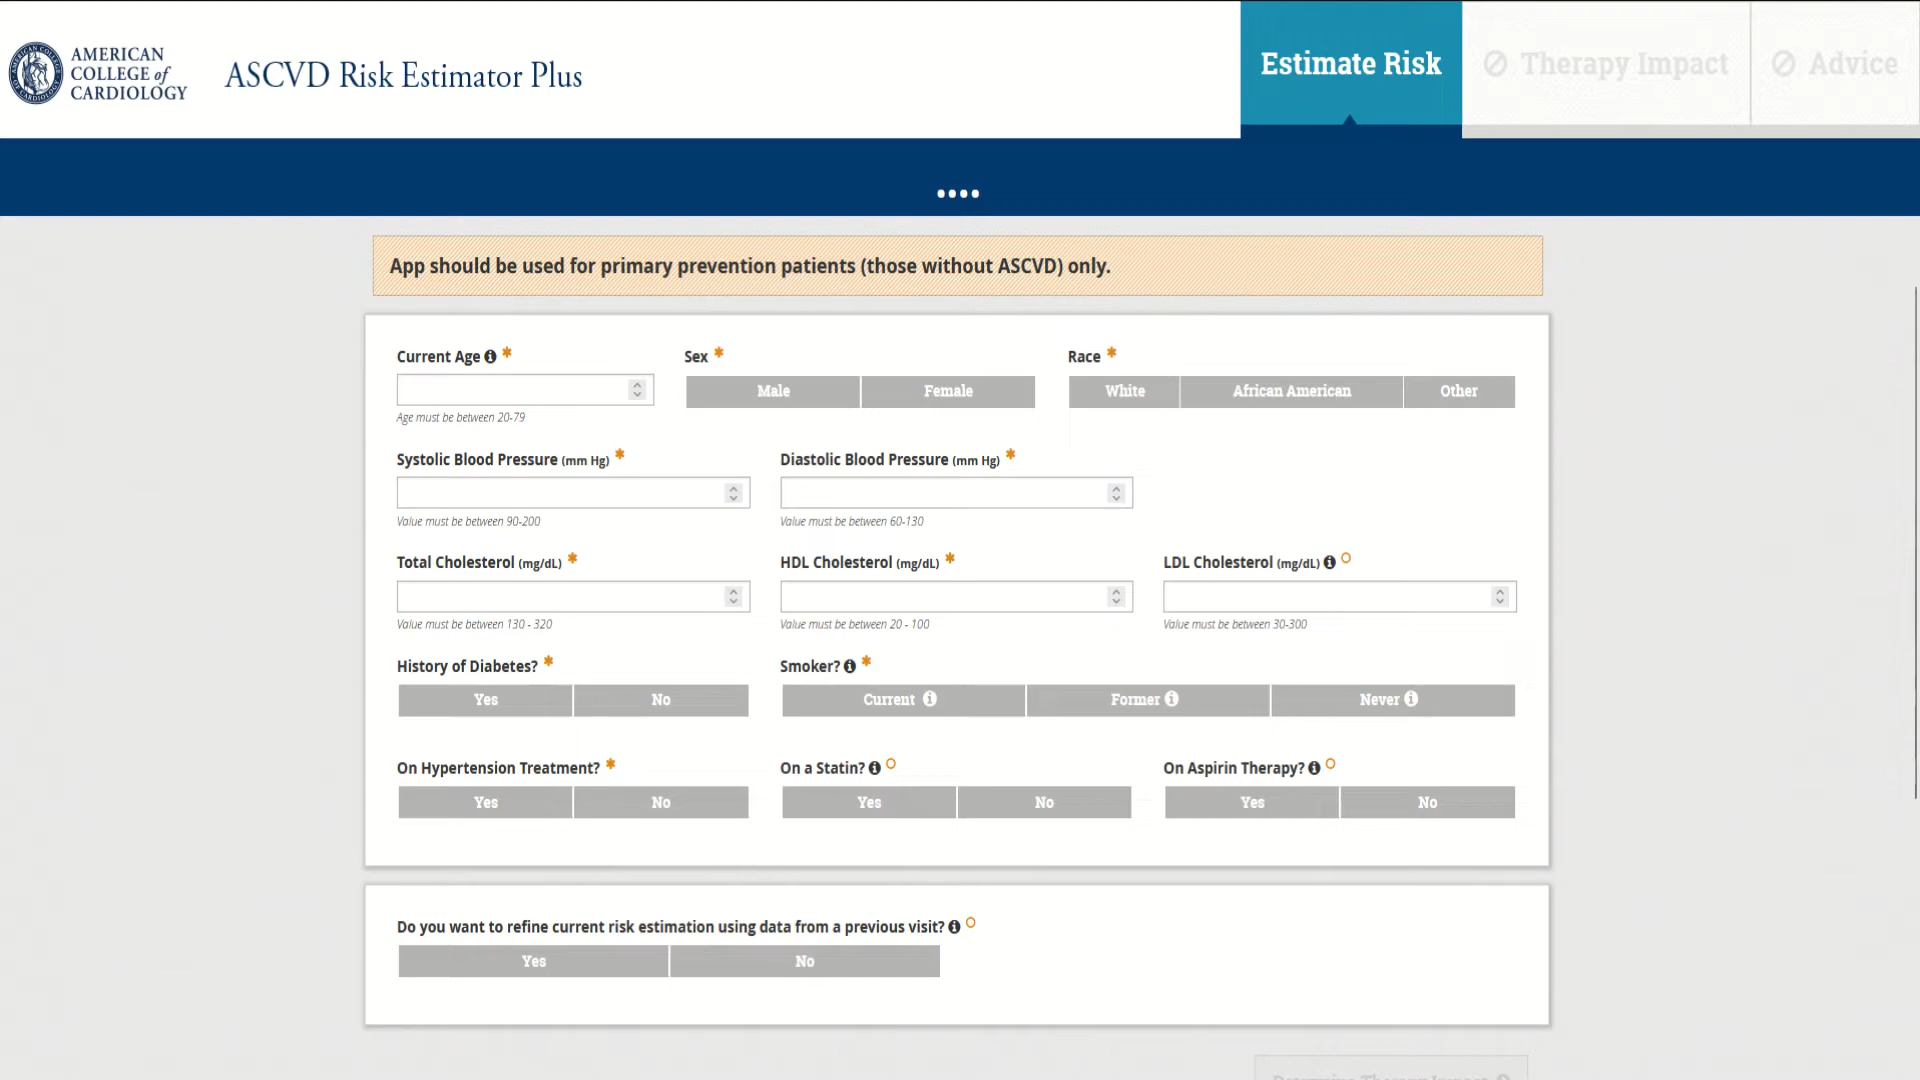 AMERICAN
COLLEGE of
CARDIOLOGY
ASCVD Risk Estimator Plus
Estimate Risk
Therapy Impact
Advice
App should be used for primary prevention patients (those without ASCVD) only.
Current Age *
Sex *
Race *
Male
Female
White
African American
Other
Age must be between 20-79
Systolic Blood Pressure (mm Hg) *
Diastolic Blood Pressure (mm Hg) *
Value must be between 90-200
Value must be between 60-130
Total Cholesterol (mg/dL) *
HDL Cholesterol (mg/dL) *
LDL Cholesterol (mg/dL)
Value must be between 130 - 320
Value must be between 20 - 100
Value must be between 30-300
History of Diabetes? *
Smoker? *
Yes
No
Current
Former
Never
On Hypertension Treatment? *
On a Statin?
On Aspirin Therapy?
Yes
No
Yes
No
Yes
No
Do you want to refine current risk estimation using data from a previous visit?
Yes
No